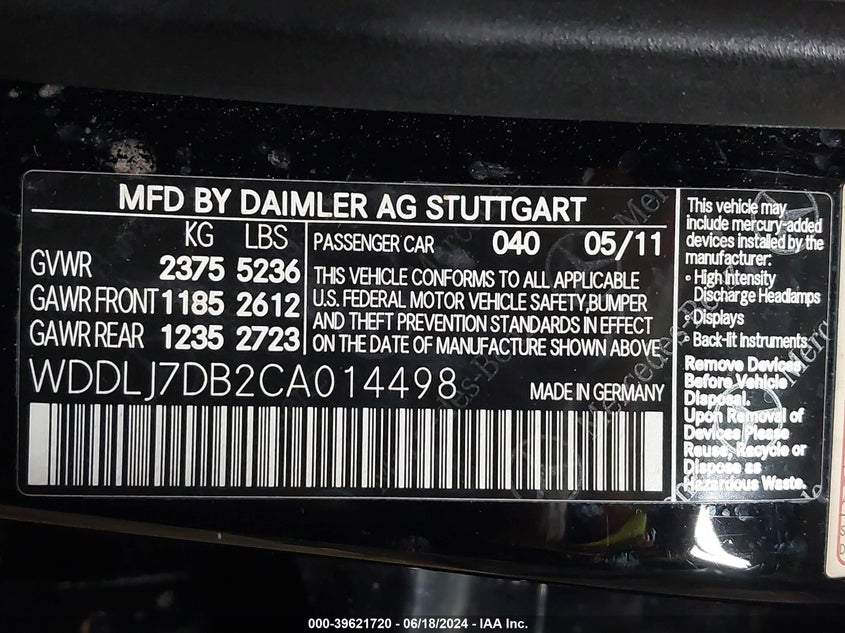 MFD BY DAIMLER AG STUTTGART
KG LBS
GVWR 2375 5236
GAWR FRONT 1185 2612
GAWR REAR 1235 2723
PASSENGER CAR 040 05/11
THIS VEHICLE CONFORMS TO ALL APPLICABLE
U.S. FEDERAL MOTOR VEHICLE SAFETY,BUMPER
AND THEFT PREVENTION STANDARDS IN EFFECT
ON THE DATE OF MANUFACTURE SHOWN ABOVE
WDDLJ7DB2CA014498
MADE IN GERMANY
This vehicle may
include mercury-added
devices installed by the
manufacturer:
◦ High Intensity
Discharge Headlamps
◦ Displays
◦ Back-lit Instruments
Remove Devices
Before Vehicle
Disposal.
Upon Removal of
Devices Please
Reuse, Recycle or
Dispose as
Hazardous Waste.
000-39621720 - 06/18/2024 - IAA Inc.